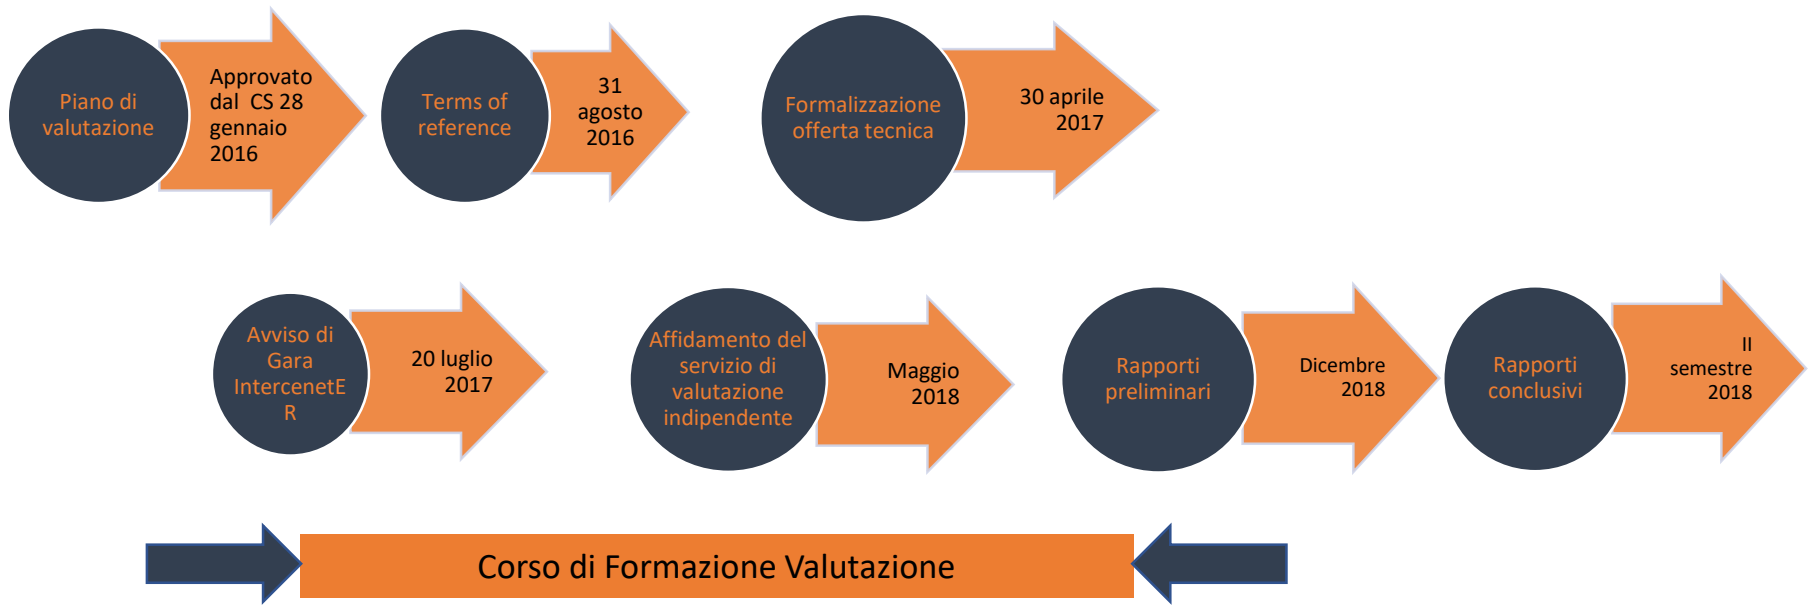 Piano di
valutazione
Approvato
dal CS 28
gennaio
2016
Terms of
reference
31
agosto
2016
Formalizzazione
offerta tecnica
30 aprile
2017
Avviso di
Gara
IntercenetE
R
20 luglio
2017
Affidamento del
servizio di
valutazione
indipendente
Maggio
2018
Rapporti
preliminari
Dicembre
2018
Rapporti
conclusivi
II
semestre
2018
Corso di Formazione Valutazione